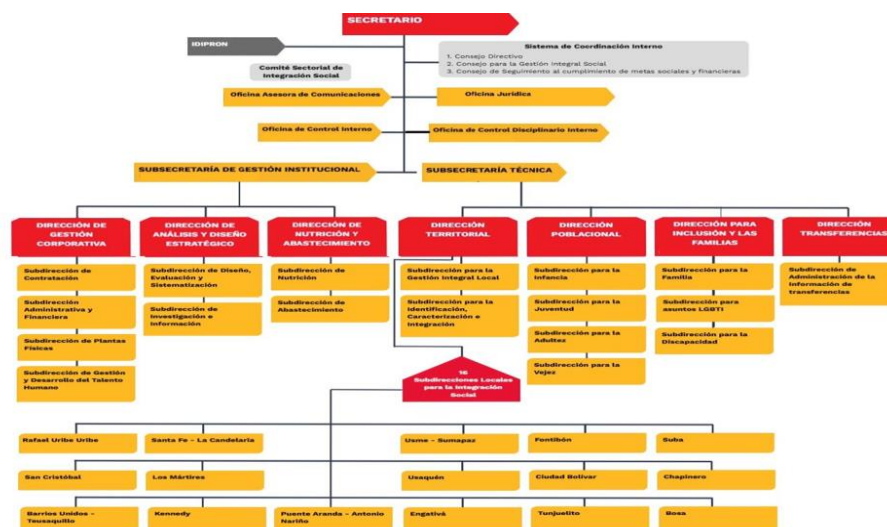 SECRETARIO
IDIPRON
Sistema de Coordinación Interno
1. Consejo Directivo
2. Consejo para la Gestión Integral Social
3. Consejo de Seguimiento al cumplimiento de metas sociales y financieras
Comité Sectorial de
Integración Social
Oficina Asesora de Comunicaciones
Oficina Jurídica
Oficina de Control Interno
Oficina de Control Disciplinario Interno
SUBSECRETARÍA DE GESTIÓN INSTITUCIONAL
SUBSECRETARÍA TÉCNICA
DIRECCIÓN DE
GESTIÓN
CORPORATIVA
DIRECCIÓN DE
ANÁLISIS Y DISEÑO
ESTRATÉGICO
DIRECCIÓN DE
NUTRICIÓN Y
ABASTECIMIENTO
DIRECCIÓN
TERRITORIAL
DIRECCIÓN
POBLACIONAL
DIRECCIÓN PARA
INCLUSIÓN Y LAS
FAMILIAS
DIRECCIÓN
TRANSFERENCIAS
Subdirección de
Contratación
Subdirección
Administrativa y
Financiera
Subdirección de Plantas
Físicas
Subdirección de Gestión
y Desarrollo del Talento
Humano
Subdirección de Diseño,
Evaluación y
Sistematización
Subdirección de
Investigación e
Información
Subdirección de
Nutrición
Subdirección de
Abastecimiento
Subdirección para la
Gestión Integral Local
Subdirección para la
Identificación,
Caracterización e
Integración
Subdirección para la
Infancia
Subdirección para la
Juventud
Subdirección para la
Adultez
Subdirección para la
Vejez
Subdirección para la
Familia
Subdirección para
asuntos LGBTI
Subdirección para la
Discapacidad
Subdirección de
Administración de la
Información de
transferencias
16
Subdirecciones Locales
para la Integración
Social
Rafael Uribe Uribe
Santa Fe - La Candelaria
Usme - Sumapaz
Fontibón
Suba
San Cristóbal
Los Mártires
Usaquén
Ciudad Bolívar
Chapinero
Barrios Unidos -
Teusaquillo
Kennedy
Puente Aranda - Antonio
Nariño
Engativá
Tunjuelito
Bosa